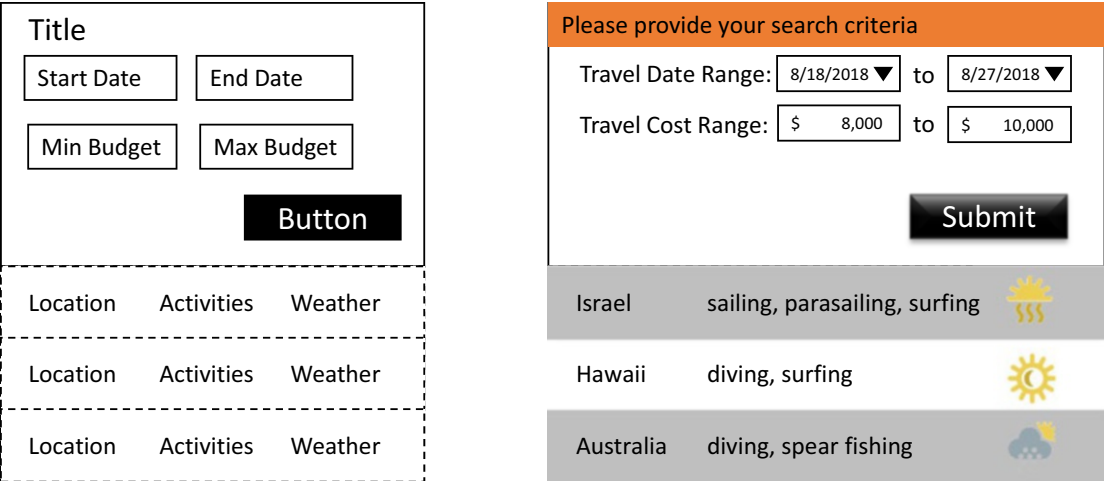 Title
Start Date End Date
Min Budget Max Budget
Button
Location Activities Weather
Location Activities Weather
Location Activities Weather
Please provide your search criteria
Travel Date Range: 8/18/2018 to 8/27/2018
Travel Cost Range: $ 8,000 to $ 10,000
Submit
Israel sailing, parasailing, surfing
Hawaii diving, surfing
Australia diving, spear fishing